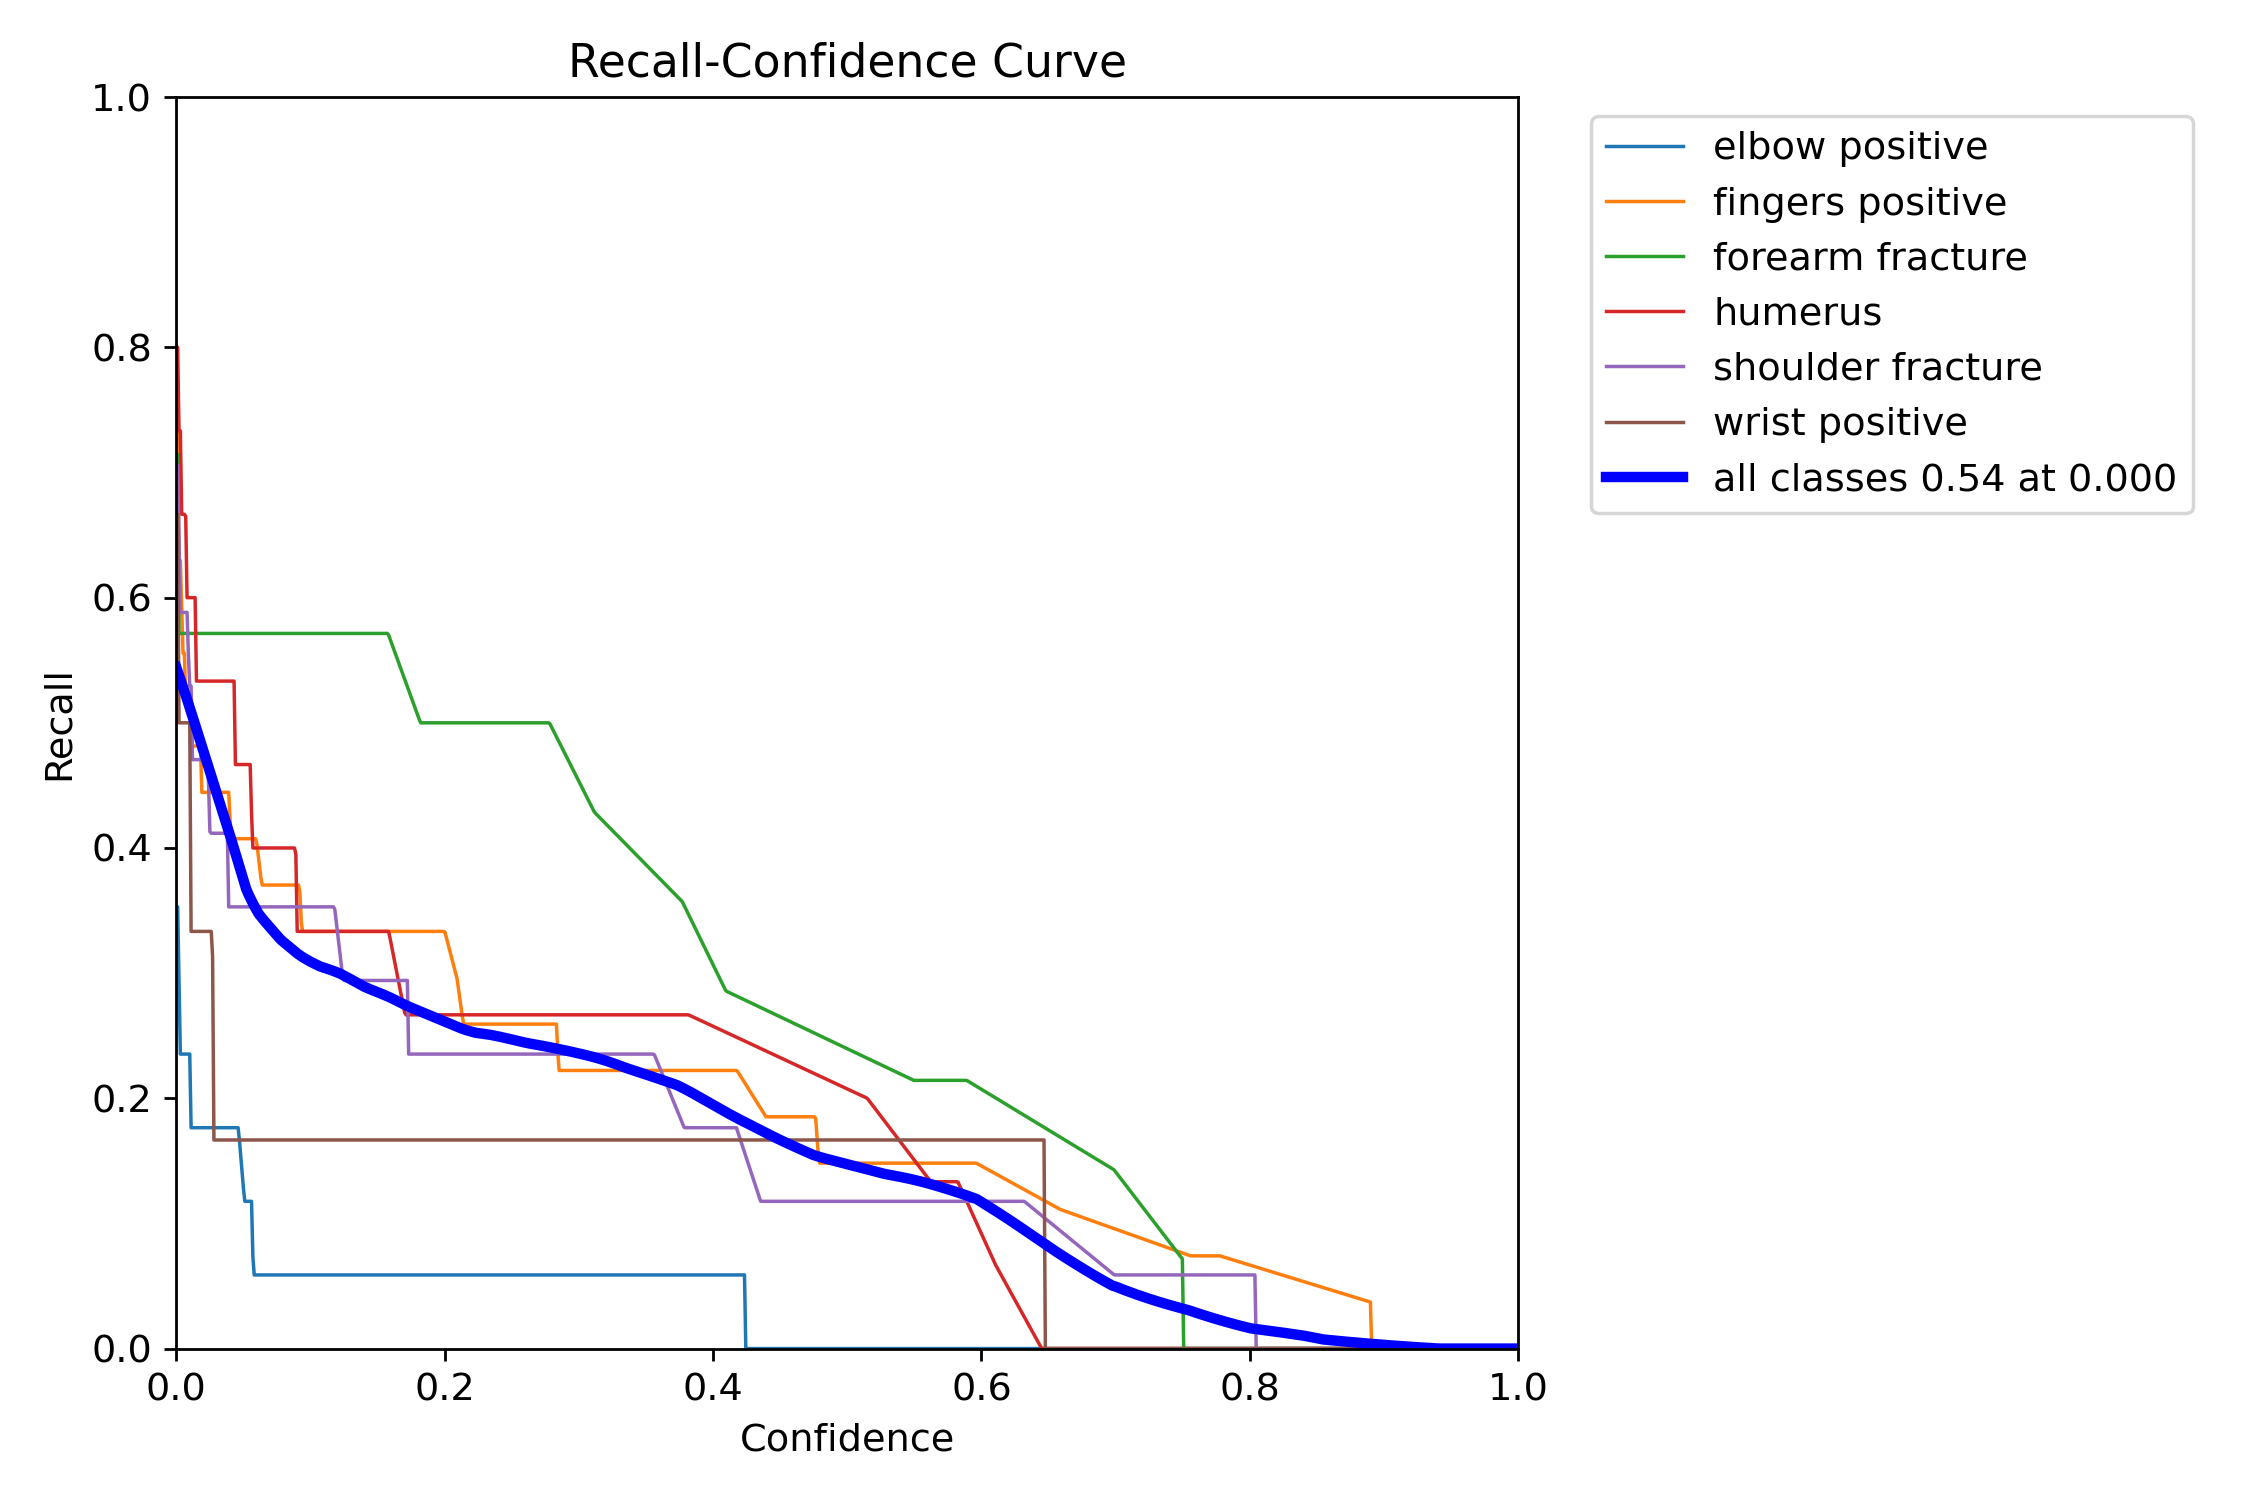 Recall-Confidence Curve
1.0
0.8
0.6
0.4
0.2
0.0
Recall
0.0 0.2 0.4 0.6 0.8 1.0
Confidence
elbow positive
fingers positive
forearm fracture
humerus
shoulder fracture
wrist positive
all classes 0.54 at 0.000